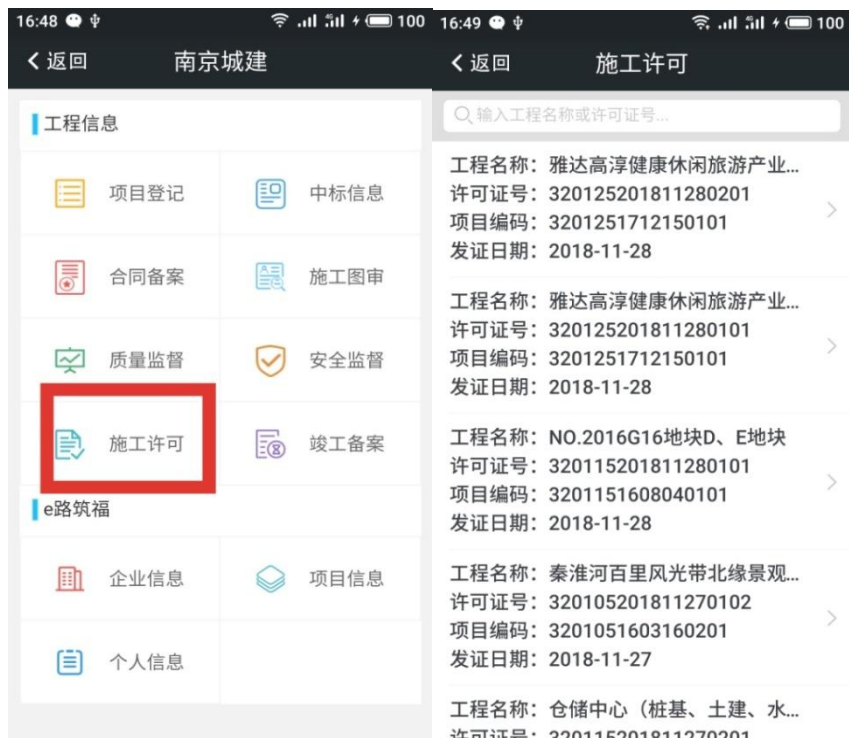 16:48
100
返回
南京城建
工程信息
项目登记
中标信息
合同备案
施工图审
质量监督
安全监督
施工许可
竣工备案
e路筑福
企业信息
项目信息
个人信息
16:49
100
返回
施工许可
输入工程名称或许可证号...
工程名称：雅达高淳健康休闲旅游产业...
许可证号：320125201811280201
项目编码：3201251712150101
发证日期：2018-11-28
工程名称：雅达高淳健康休闲旅游产业...
许可证号：320125201811280101
项目编码：3201251712150101
发证日期：2018-11-28
工程名称：NO.2016G16地块D、E地块
许可证号：320115201811280101
项目编码：3201151608040101
发证日期：2018-11-28
工程名称：秦淮河百里风光带北缘景观...
许可证号：320105201811270102
项目编码：3201051603160201
发证日期：2018-11-27
工程名称：仓储中心（桩基、土建、水...
许可证号：320115201811270201